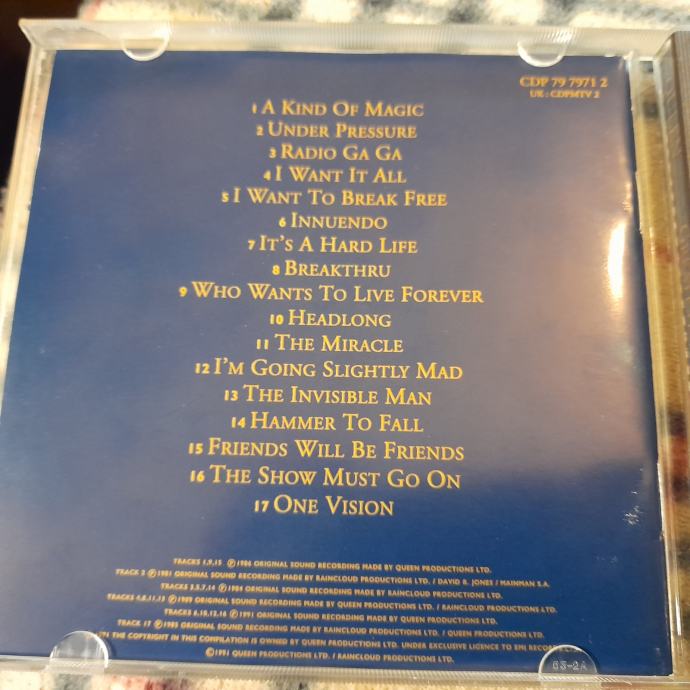 CDP 79 7971 2
UK : CDPMTV 2
1 A Kind Of Magic
2 Under Pressure
3 Radio Ga Ga
4 I Want It All
5 I Want To Break Free
6 Innuendo
7 It's A Hard Life
8 Breakthru
9 Who Wants To Live Forever
10 Headlong
11 The Miracle
12 I'm Going Slightly Mad
13 The Invisible Man
14 Hammer To Fall
15 Friends Will Be Friends
16 The Show Must Go On
17 One Vision
TRACKS 1,9,15 ℗1986 ORIGINAL SOUND RECORDING MADE BY QUEEN PRODUCTIONS LTD.
TRACK 2 ℗1981 ORIGINAL SOUND RECORDING MADE BY RAINCLOUD PRODUCTIONS LTD. / DAVID R. JONES / MAINMAN S.A.
TRACKS 3,5,7,14 ℗1984 ORIGINAL SOUND RECORDING MADE BY RAINCLOUD PRODUCTIONS LTD.
TRACKS 4,8,11,13 ℗1989 ORIGINAL SOUND RECORDING MADE BY QUEEN PRODUCTIONS LTD. / RAINCLOUD PRODUCTIONS LTD.
TRACKS 6,10,12,16 ℗1991 ORIGINAL SOUND RECORDING MADE BY QUEEN PRODUCTIONS LTD.
TRACK 17 ℗1985 ORIGINAL SOUND RECORDING MADE BY RAINCLOUD PRODUCTIONS LTD. / QUEEN PRODUCTIONS LTD.
THE COPYRIGHT IN THIS COMPILATION IS OWNED BY QUEEN PRODUCTIONS LTD. UNDER EXCLUSIVE LICENCE TO EMI
©1991 QUEEN PRODUCTIONS LTD. / RAINCLOUD PRODUCTIONS LTD.
63-2A